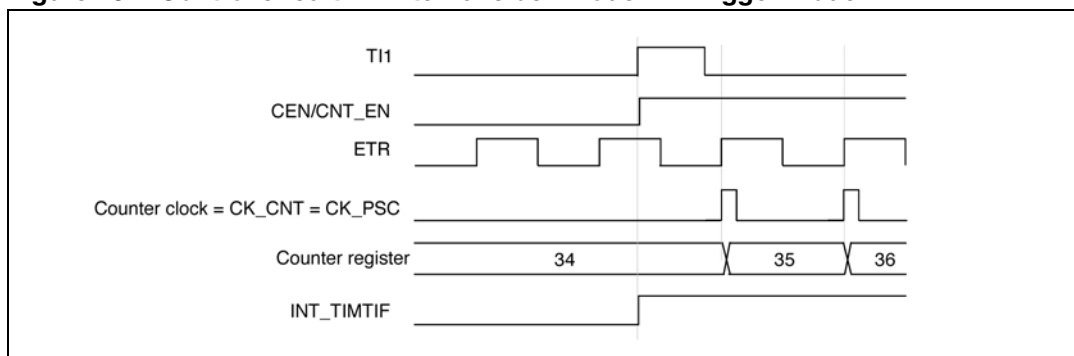 TI1
CEN/CNT_EN
ETR
Counter clock = CK_CNT = CK_PSC
Counter register
34
35
36
INT_TIMTIF